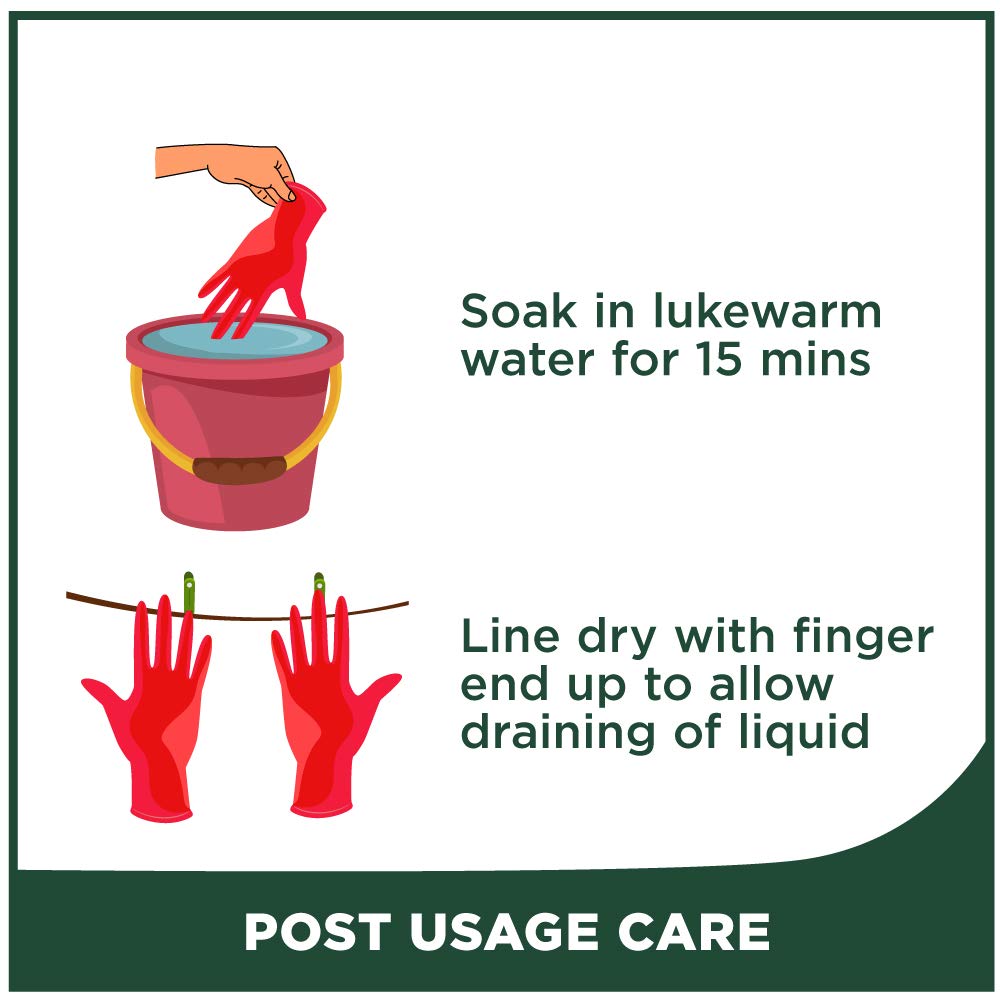 Soak in lukewarm
water for 15 mins
Line dry with finger
end up to allow
draining of liquid
POST USAGE CARE